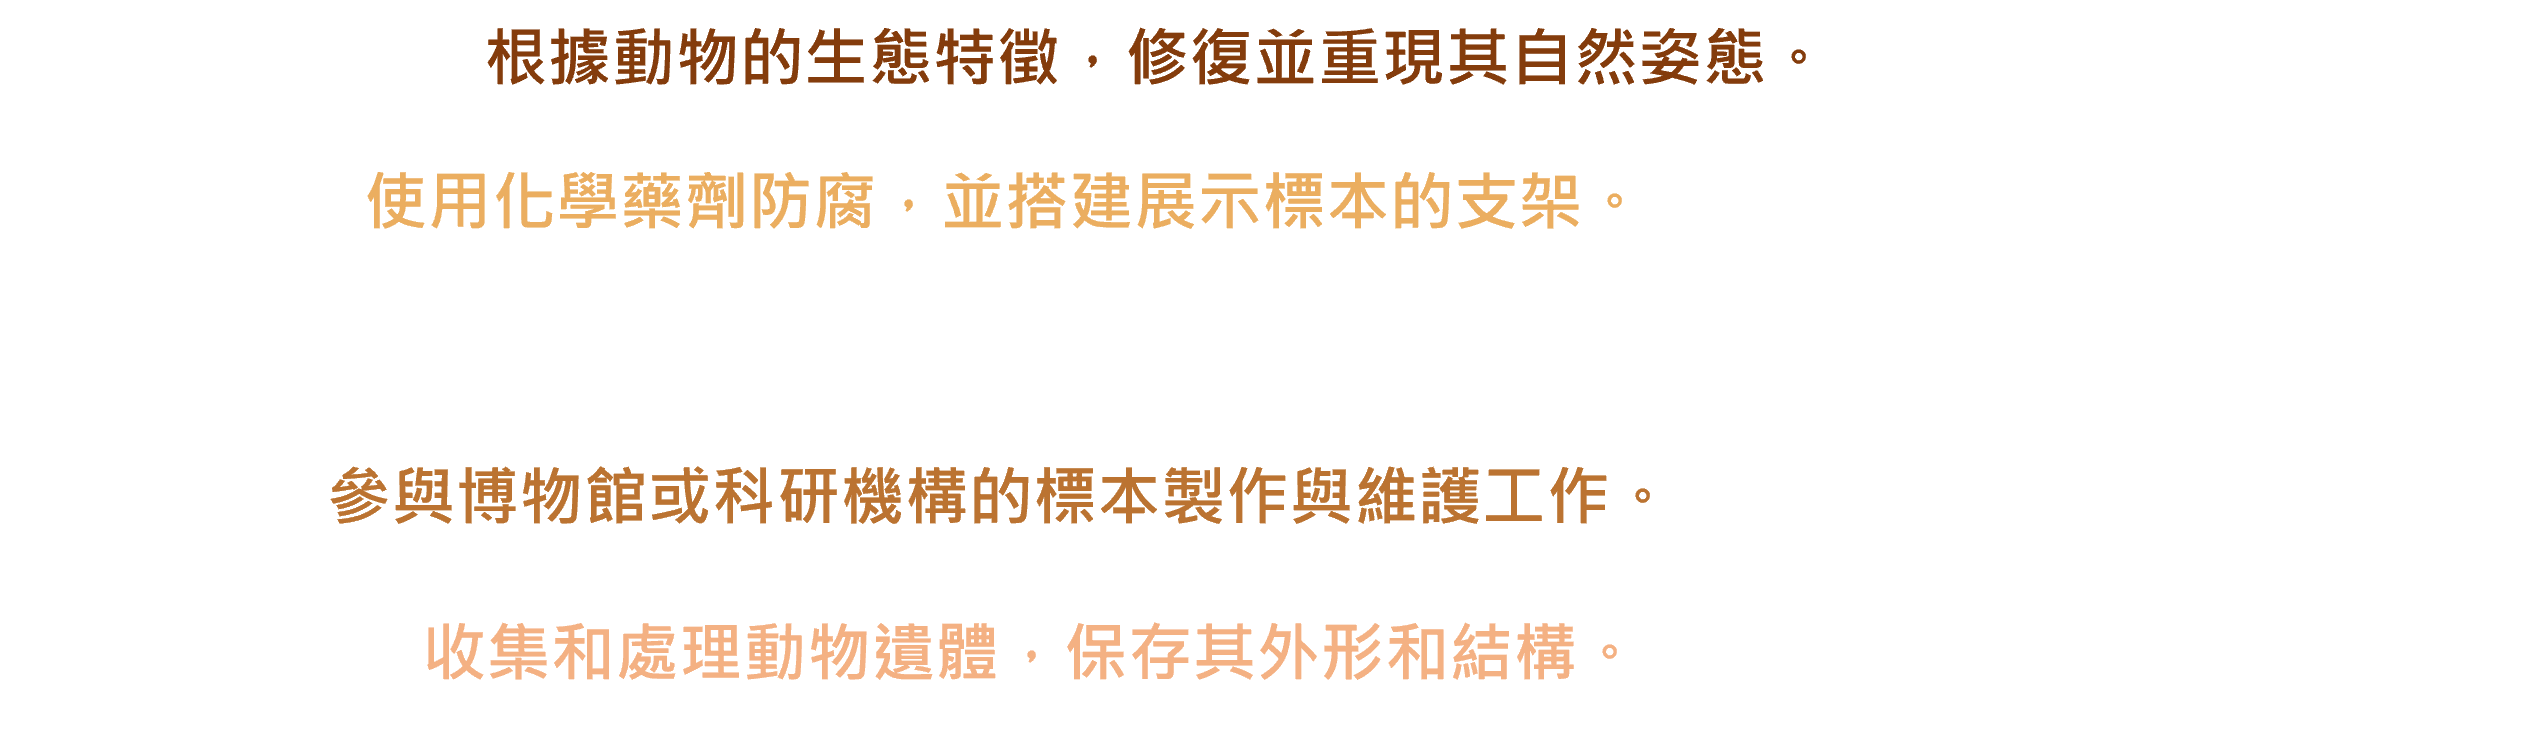 根據動物的生態特徵，修復並重現其自然姿態。
使用化學藥劑防腐，並搭建展示標本的支架。
參與博物館或科研機構的標本製作與維護工作。
收集和處理動物遺體，保存其外形和結構。